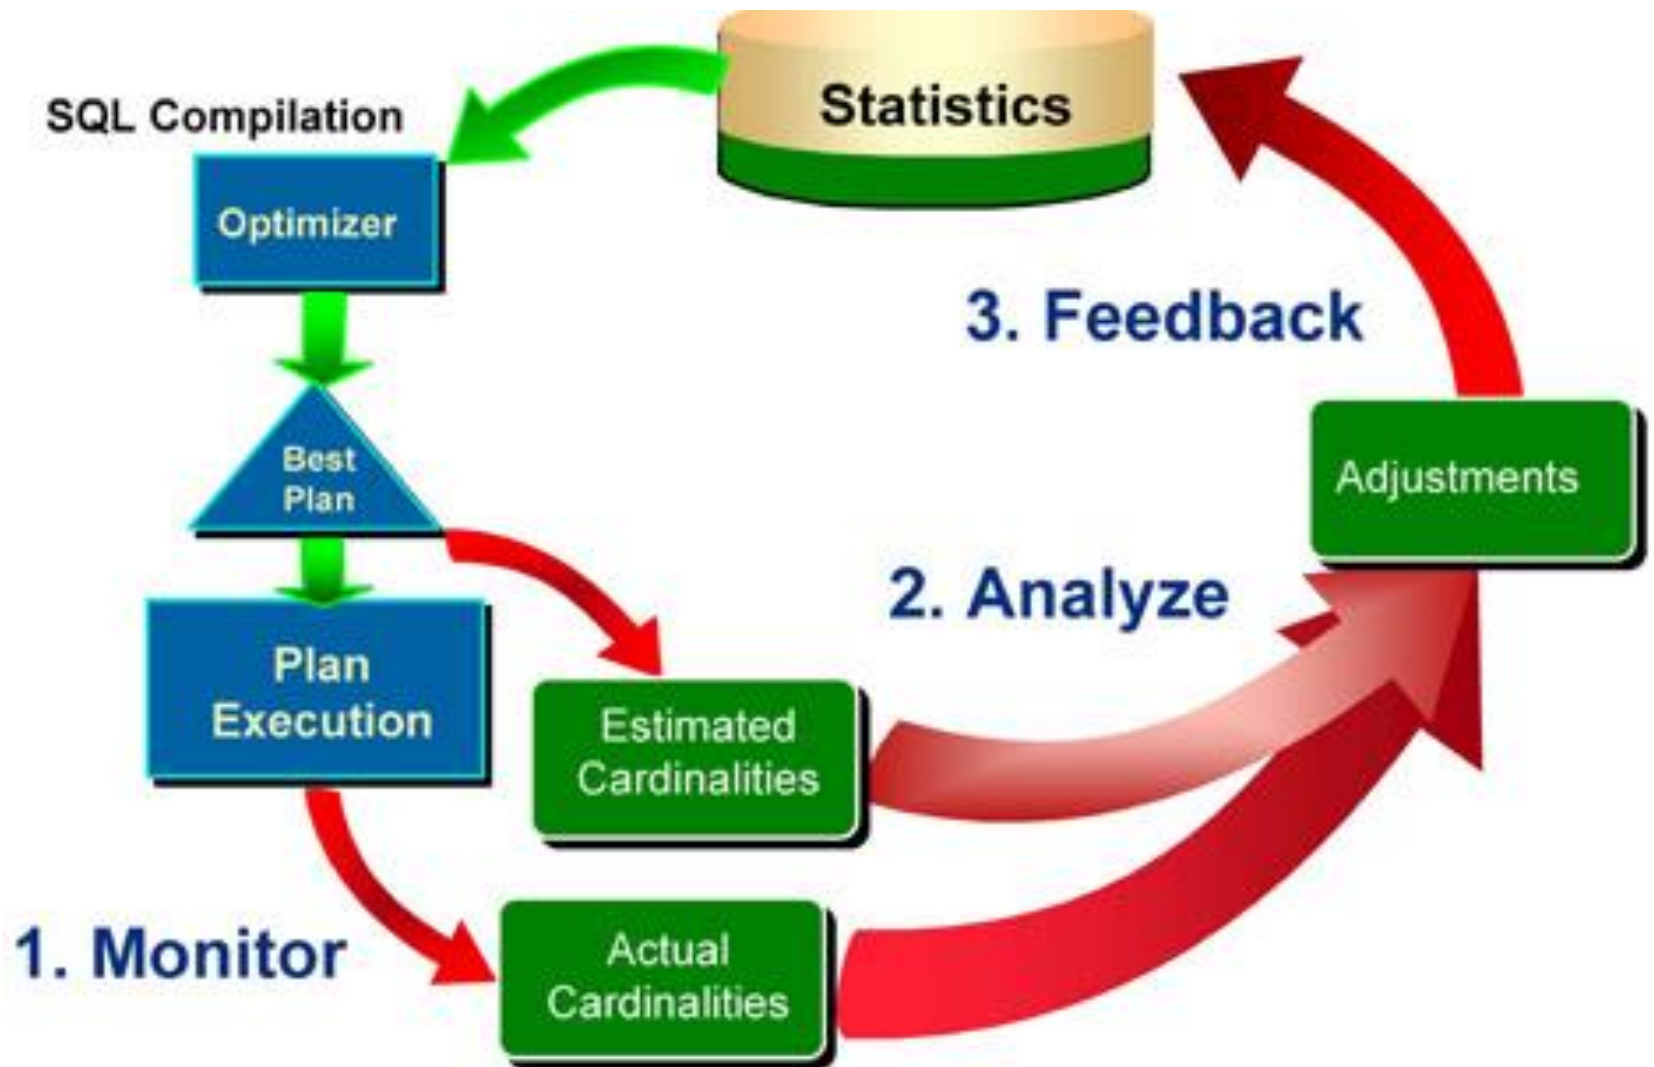 Statistics
SQL Compilation
Optimizer
3. Feedback
Best
Plan
Adjustments
2. Analyze
Plan
Execution
Estimated
Cardinalities
1. Monitor
Actual
Cardinalities